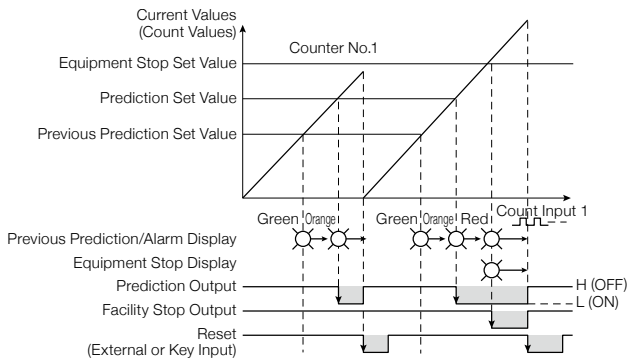 Current Values
(Count Values)
Counter No.1
Equipment Stop Set Value
Prediction Set Value
Previous Prediction Set Value
Count Input 1
Green Orange Green Orange Red
Previous Prediction/Alarm Display
Equipment Stop Display
Prediction Output
H (OFF)
L (ON)
Facility Stop Output
Reset
(External or Key Input)